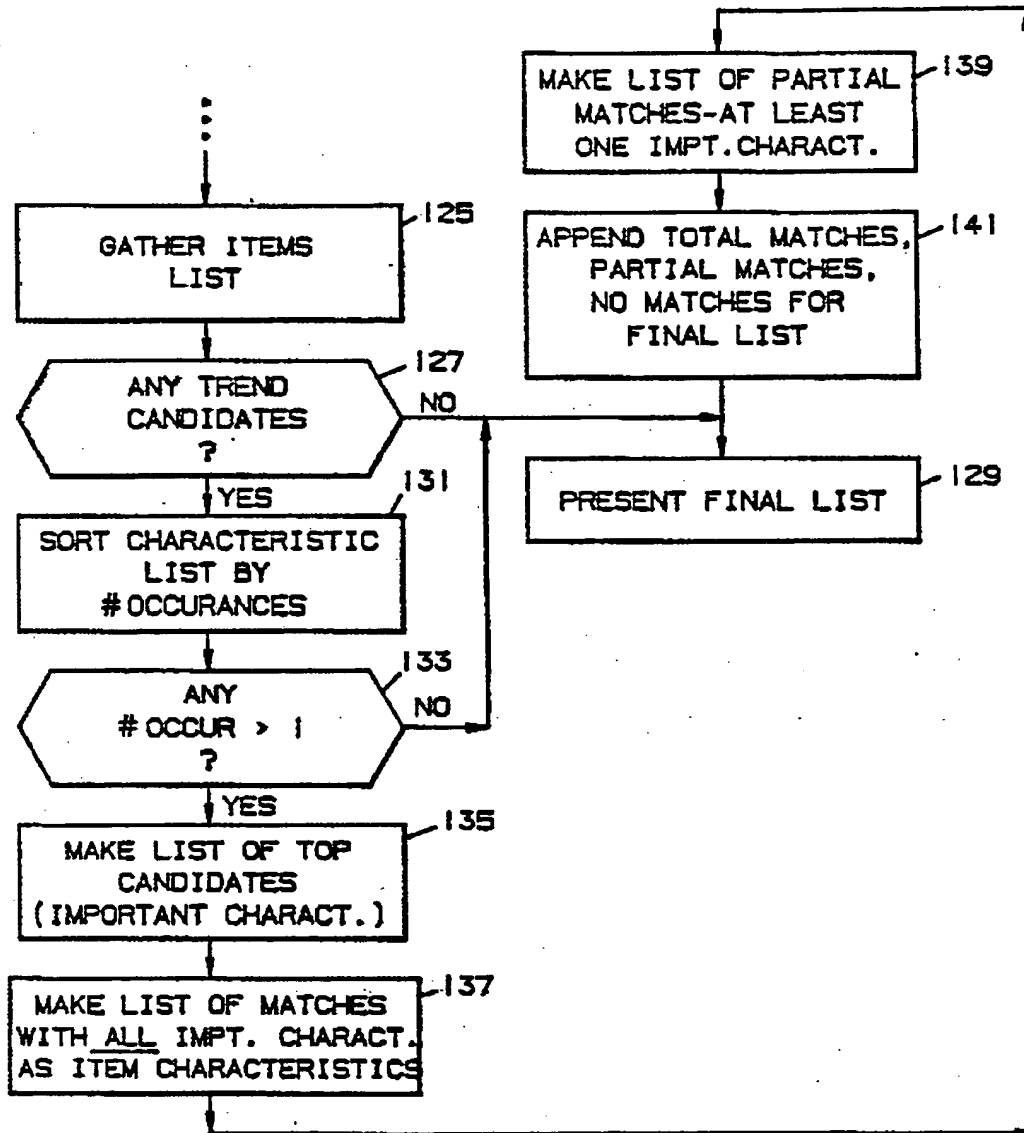 125
GATHER ITEMS
LIST
127
ANY TREND
CANDIDATES
?
NO
YES
131
SORT CHARACTERISTIC
LIST BY
# OCCURANCES
133
ANY
# OCCUR > 1
?
NO
YES
135
MAKE LIST OF TOP
CANDIDATES
(IMPORTANT CHARACT.)
137
MAKE LIST OF MATCHES
WITH ALL IMPT. CHARACT.
AS ITEM CHARACTERISTICS
139
MAKE LIST OF PARTIAL
MATCHES-AT LEAST
ONE IMPT.CHARACT.
141
APPEND TOTAL MATCHES,
PARTIAL MATCHES,
NO MATCHES FOR
FINAL LIST
129
PRESENT FINAL LIST